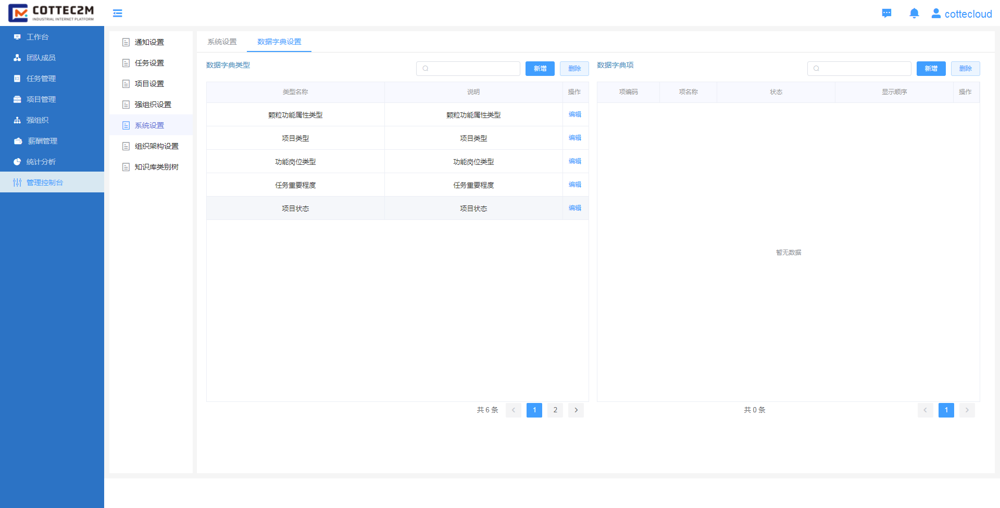 COTTEC2M
INDUSTRIAL INTERNET PLATFORM
cottecloud
工作台
团队成员
任务管理
项目管理
强组织
薪酬管理
统计分析
管理控制台
通知设置
任务设置
项目设置
强组织设置
系统设置
组织架构设置
知识库类别树
系统设置 数据字典设置
数据字典类型 新增 删除
类型名称 说明 操作
颗粒功能属性类型 颗粒功能属性类型 编辑
项目类型 项目类型 编辑
功能岗位类型 功能岗位类型 编辑
任务重要程度 任务重要程度 编辑
项目状态 项目状态 编辑
共 6 条 1 2
数据字典项 新增 删除
项编码 项名称 状态 显示顺序 操作
暂无数据
共 0 条 1